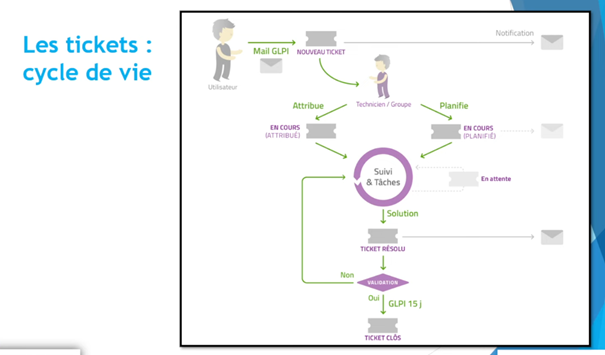 Les tickets :
cycle de vie
Notification
Mail GLPI
NOUVEAU TICKET
Utilisateur
Technicien / Groupe
Attribue
Planifie
EN COURS
(ATTRIBUÉ)
EN COURS
(PLANIFIÉ)
Suivi
& Tâches
En attente
Solution
TICKET RÉSOLU
Non
VALIDATION
Oui
GLPI 15 j
TICKET CLÔS